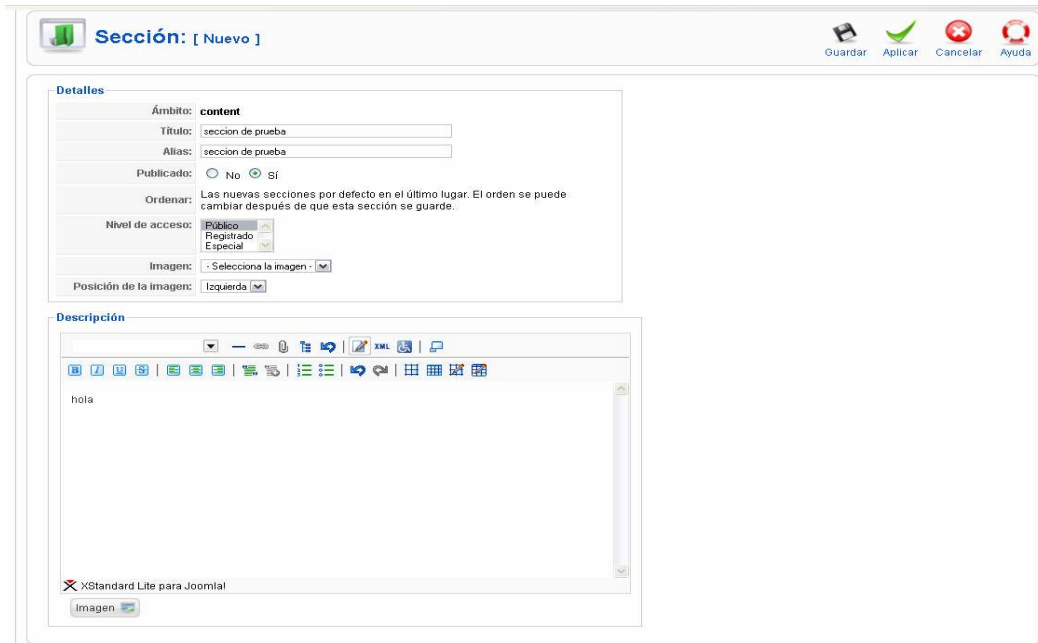 Sección: [ Nuevo ]
Guardar Aplicar Cancelar Ayuda
Detalles
Ámbito: content
Título: seccion de prueba
Alias: seccion de prueba
Publicado: No Sí
Ordenar: Las nuevas secciones por defecto en el último lugar. El orden se puede
cambiar después de que esta sección se guarde.
Nivel de acceso: Público
Registrado
Especial
Imagen: - Selecciona la imagen -
Posición de la imagen: Izquierda
Descripción
XML
B I U S
hola
XStandard Lite para Joomla!
Imagen